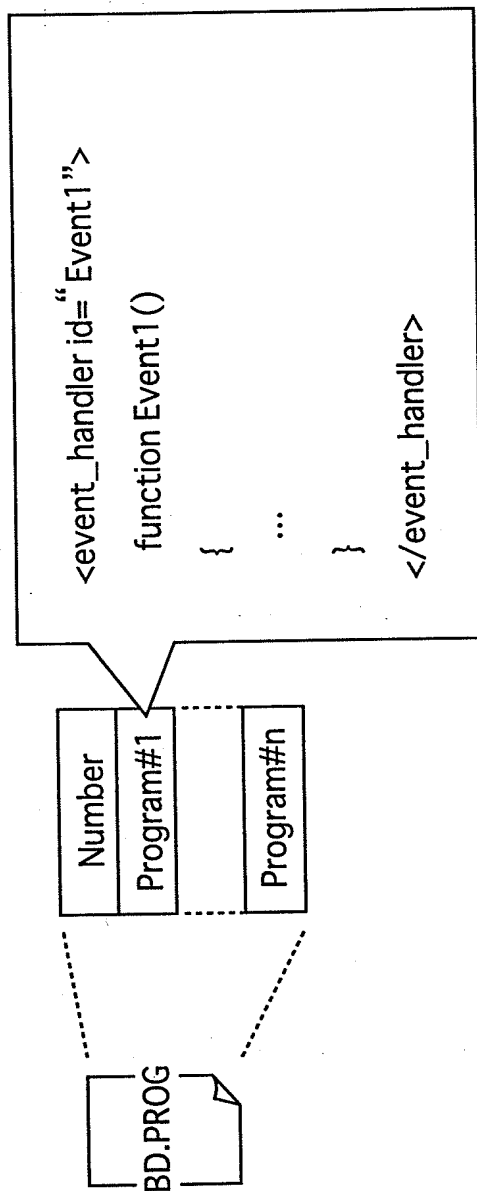 BD.PROG
Number
Program#1
Program#n
<event_handler id=“Event1”>
function Event1()
{
...
}
</event_handler>